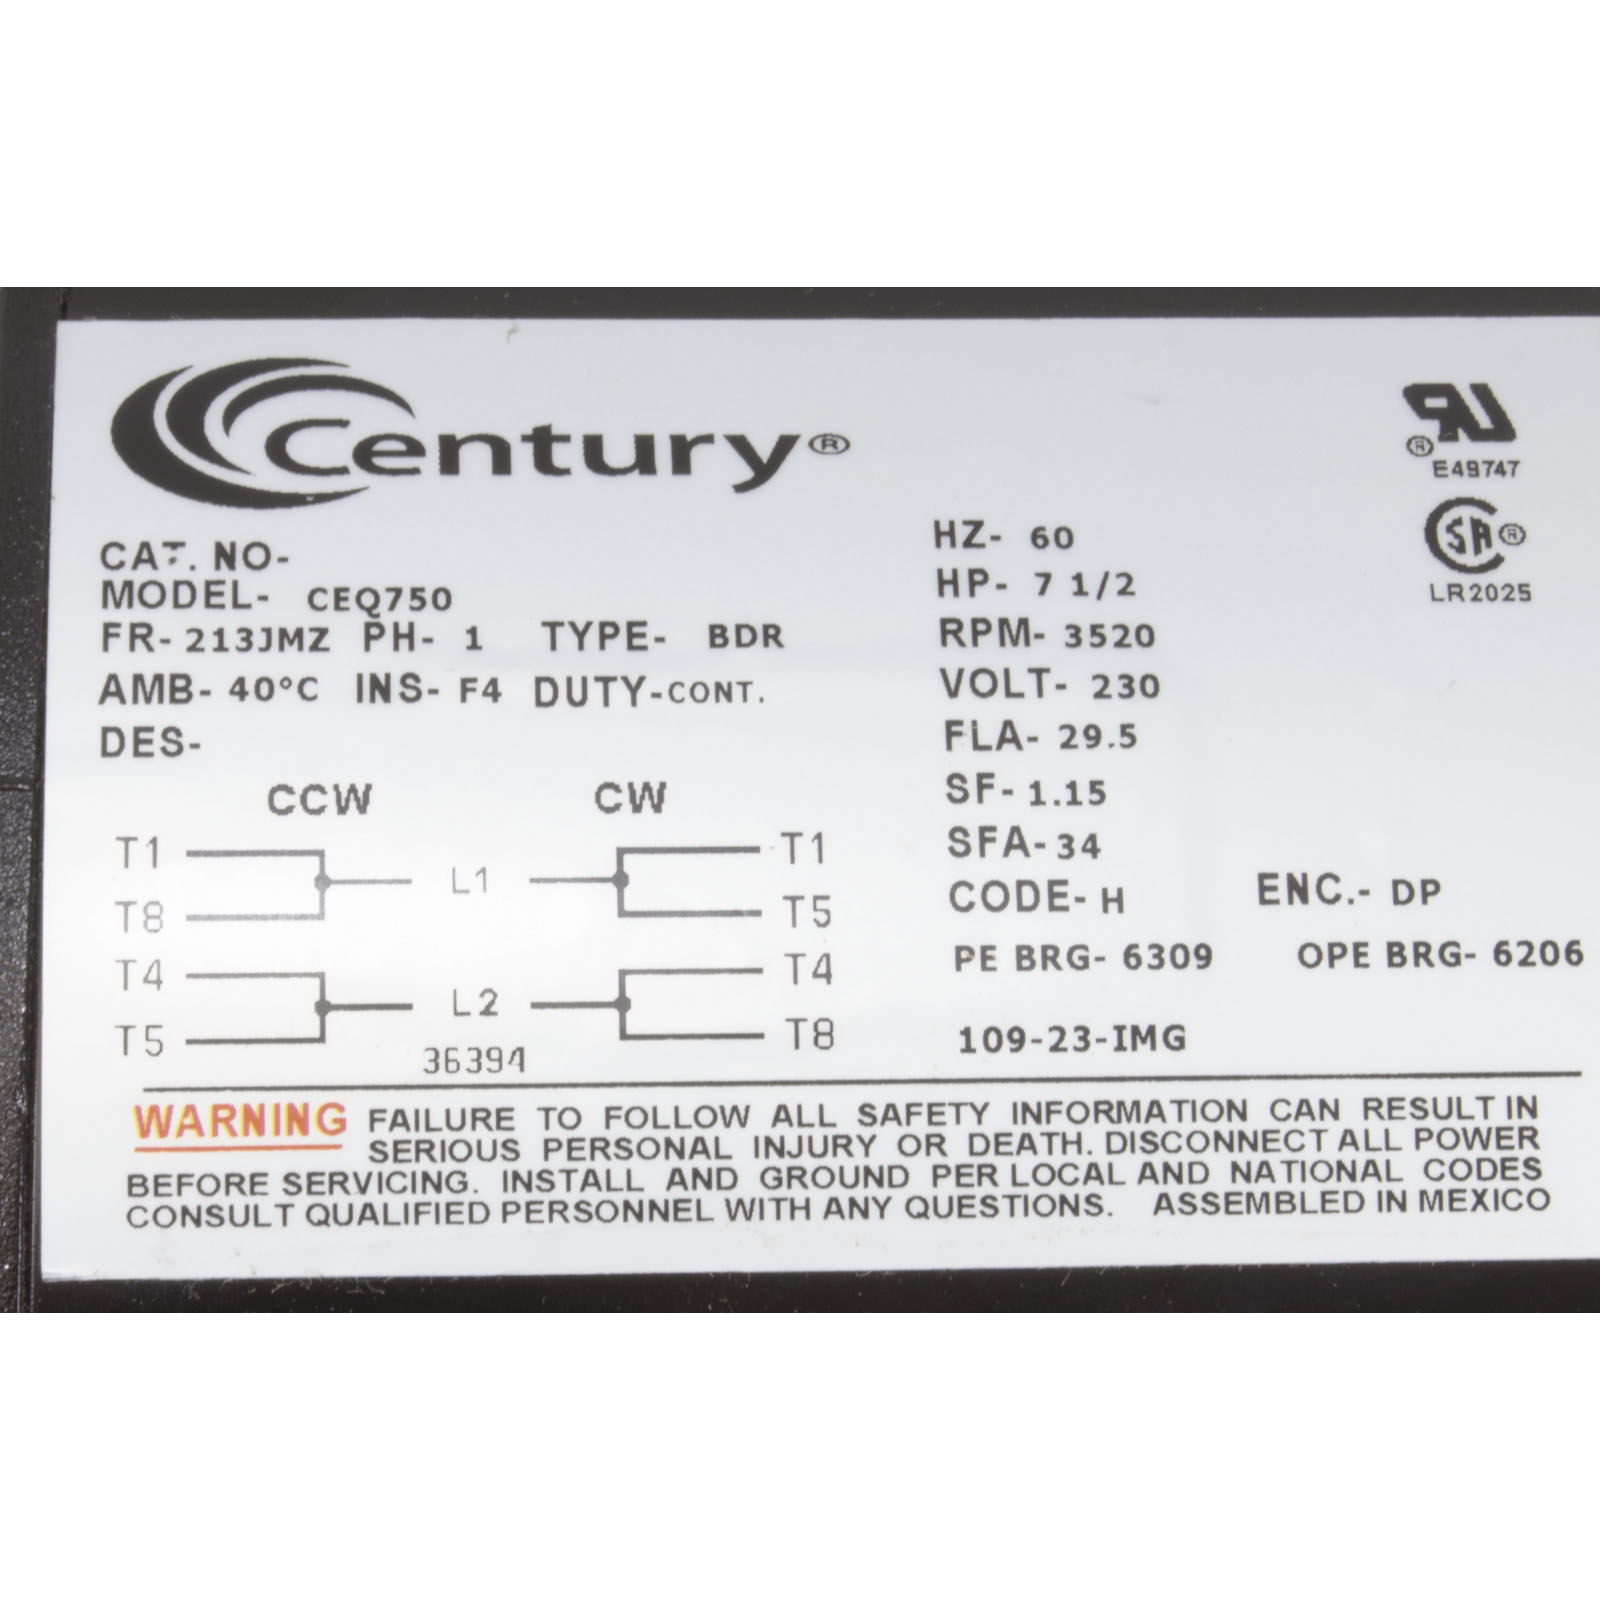 Century®
CAT. NO-
MODEL- CEQ750
FR- 213JMZ PH- 1 TYPE- BDR
AMB- 40°C INS- F4 DUTY-CONT.
DES-
CCW CW
T1 L1 T1
T8 T5
T4 L2 T4
T5 T8
36394
HZ- 60
HP- 7 1/2
RPM- 3520
VOLT- 230
FLA- 29.5
SF- 1.15
SFA- 34
CODE- H ENC.- DP
PE BRG- 6309 OPE BRG- 6206
109-23-IMG
RU
®
E49747
SA®
LR2025
WARNING FAILURE TO FOLLOW ALL SAFETY INFORMATION CAN RESULT IN
SERIOUS PERSONAL INJURY OR DEATH. DISCONNECT ALL POWER
BEFORE SERVICING. INSTALL AND GROUND PER LOCAL AND NATIONAL CODES
CONSULT QUALIFIED PERSONNEL WITH ANY QUESTIONS. ASSEMBLED IN MEXICO